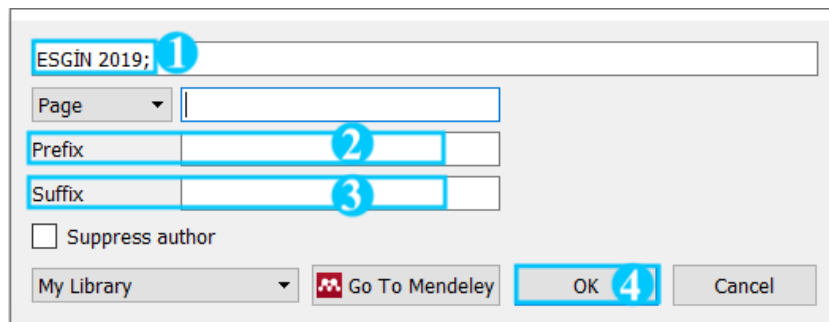 ESGİN 2019; 1
Page
Prefix 2
Suffix 3
Suppress author
My Library Go To Mendeley OK 4 Cancel